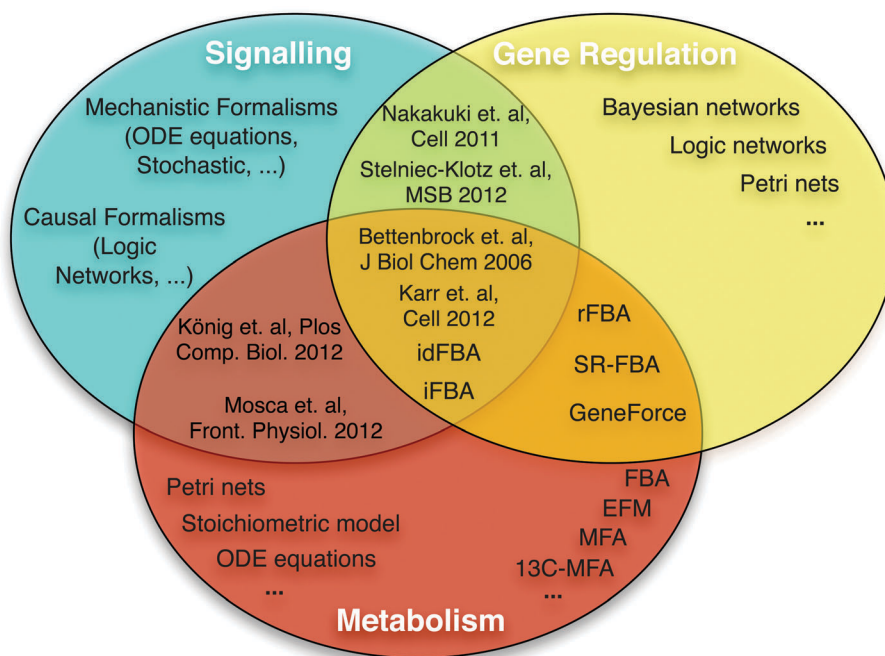 Signalling
Gene Regulation
Mechanistic Formalisms
(ODE equations,
Stochastic, ...)
Causal Formalisms
(Logic
Networks, ...)
Nakakuki et. al,
Cell 2011
Stelniec-Klotz et. al,
MSB 2012
Bayesian networks
Logic networks
Petri nets
...
Bettenbrock et. al,
J Biol Chem 2006
Karr et. al,
Cell 2012
idFBA
iFBA
König et. al, Plos
Comp. Biol. 2012
Mosca et. al,
Front. Physiol. 2012
rFBA
SR-FBA
GeneForce
Petri nets
Stoichiometric model
ODE equations
...
FBA
EFM
MFA
13C-MFA
...
Metabolism